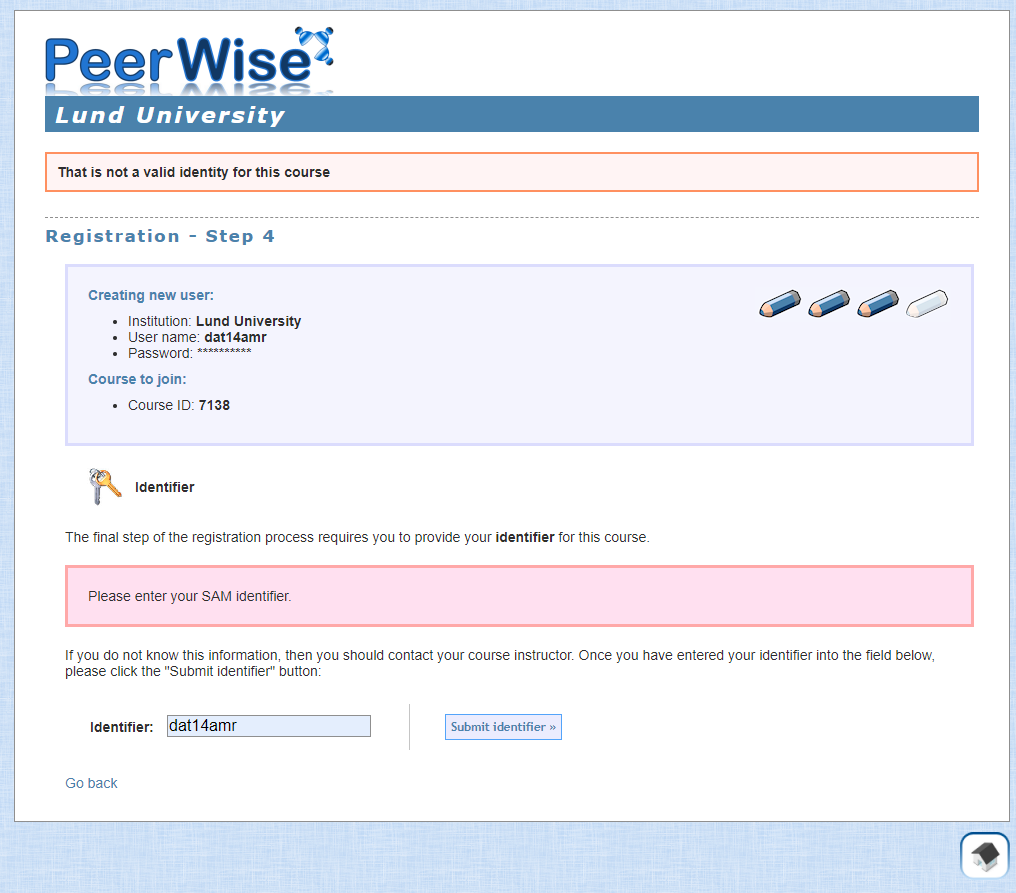 PeerWise
Lund University
That is not a valid identity for this course
Registration - Step 4
Creating new user:
• Institution: Lund University
• User name: dat14amr
• Password: **********
Course to join:
• Course ID: 7138
Identifier
The final step of the registration process requires you to provide your identifier for this course.
Please enter your SAM identifier.
If you do not know this information, then you should contact your course instructor. Once you have entered your identifier into the field below,
please click the "Submit identifier" button:
Identifier: dat14amr Submit identifier »
Go back